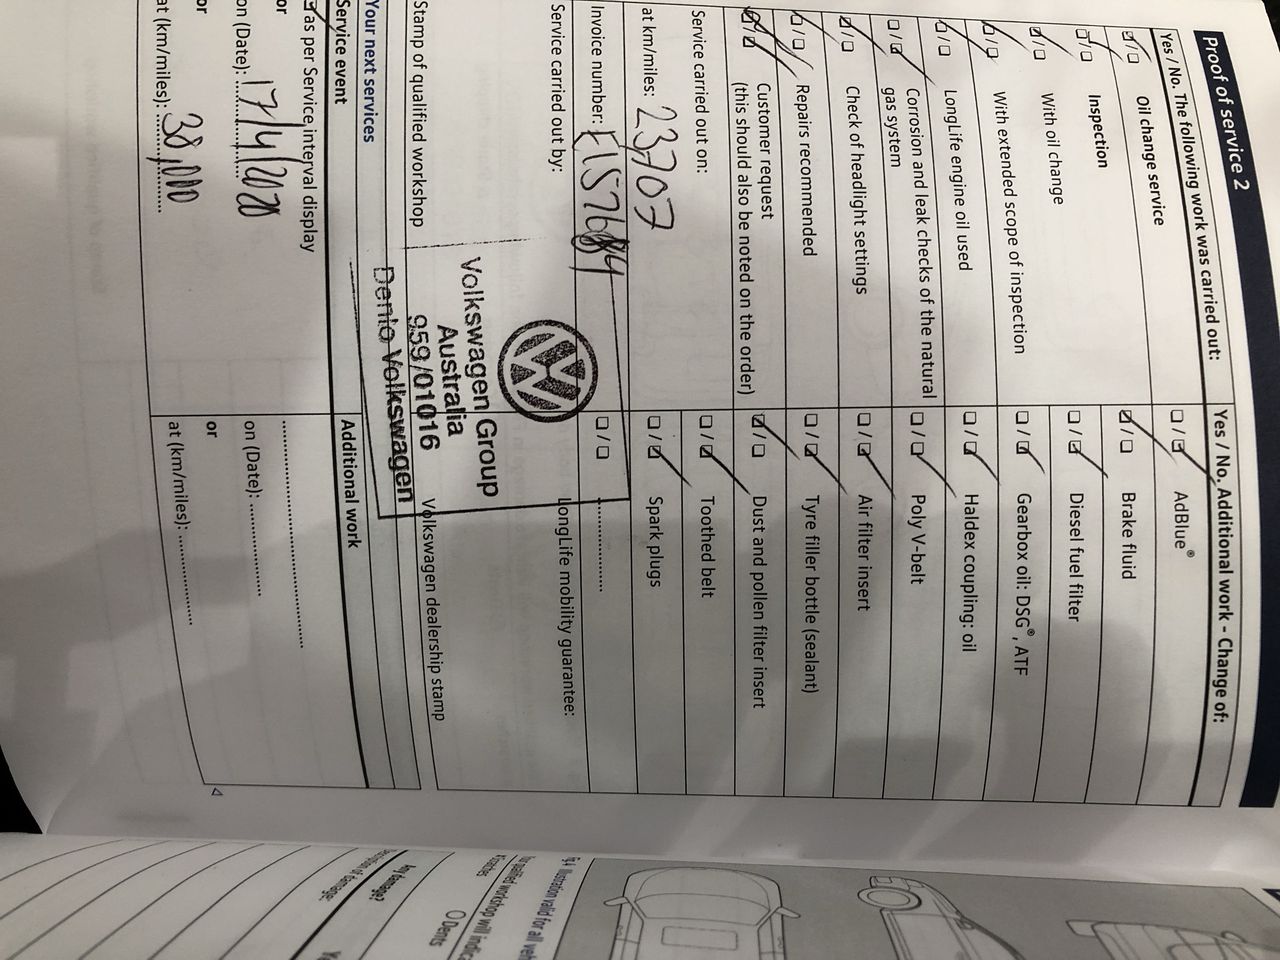 Proof of service 2
Yes / No. The following work was carried out:
Oil change service
Inspection
With oil change
With extended scope of inspection
LongLife engine oil used
Corrosion and leak checks of the natural
gas system
Check of headlight settings
Repairs recommended
Customer request
(this should also be noted on the order)
Service carried out on:
at km/miles: 23,707
Invoice number:
Service carried out by:
Stamp of qualified workshop
Yes / No. Additional work - Change of:
AdBlue®
Brake fluid
Diesel fuel filter
Gearbox oil: DSG®, ATF
Haldex coupling: oil
Poly V-belt
Air filter insert
Tyre filler bottle (sealant)
Dust and pollen filter insert
Toothed belt
Spark plugs
LongLife mobility guarantee:
Volkswagen dealership stamp
Volkswagen Group
Australia
959/01016
Denlo Volkswagen
Your next services
Service event
as per Service interval display
or
on (Date): 17/4/2020
or
at (km/miles): 38,000
Additional work
on (Date):
or
at (km/miles):
Any damage?
Dents